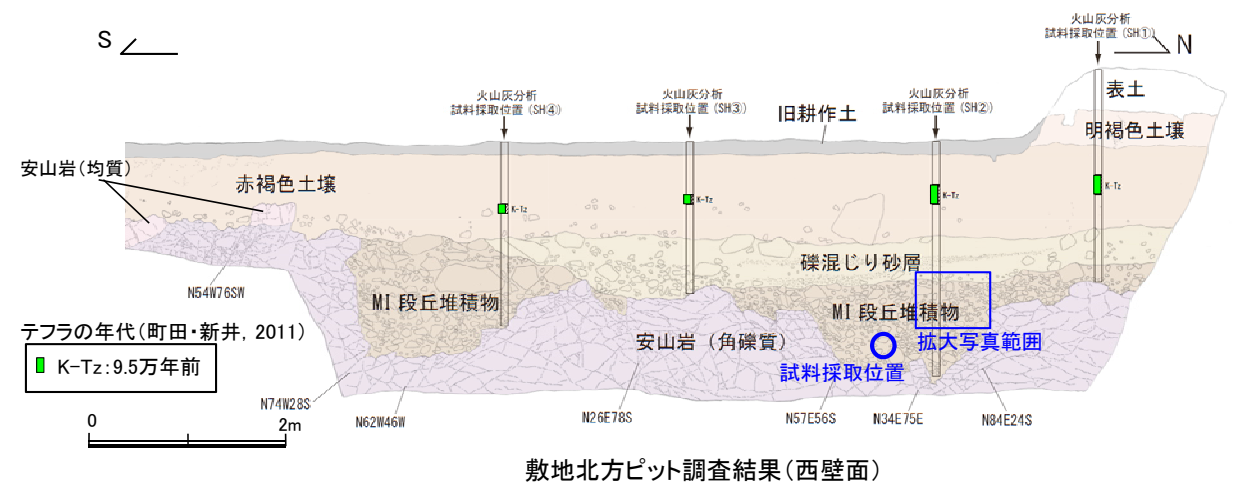 S
火山灰分析
試料採取位置(SH①)
N
火山灰分析
試料採取位置(SH④)
火山灰分析
試料採取位置(SH③)
旧耕作土
火山灰分析
試料採取位置(SH②)
表土
明褐色土壌
安山岩(均質)
赤褐色土壌
K-Tz
K-Tz
K-Tz
K-Tz
礫混じり砂層
N54W76SW
MⅠ段丘堆積物
MⅠ段丘堆積物
テフラの年代(町田・新井, 2011)
K-Tz:9.5万年前
安山岩(角礫質)
拡大写真範囲
試料採取位置
N74W28S
N62W46W
N26E78S
N57E56S
N34E75E
N84E24S
0
2m
敷地北方ピット調査結果(西壁面)